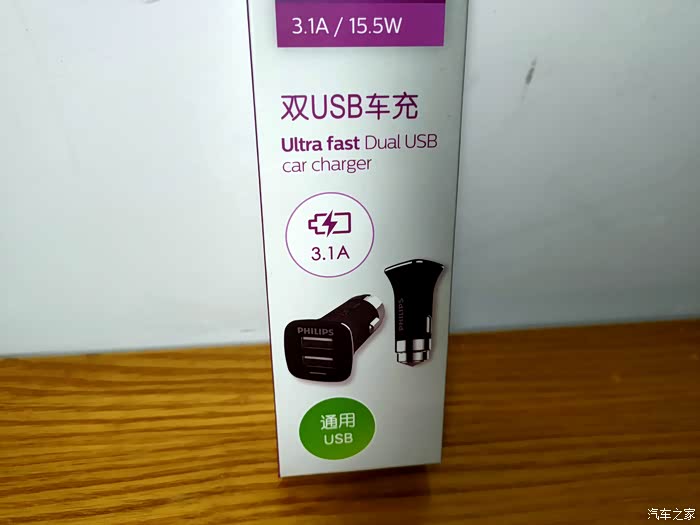 3.1A / 15.5W
双USB车充
Ultra fast Dual USB
car charger
3.1A
PHILIPS
PHILIPS
通用
USB
汽车之家